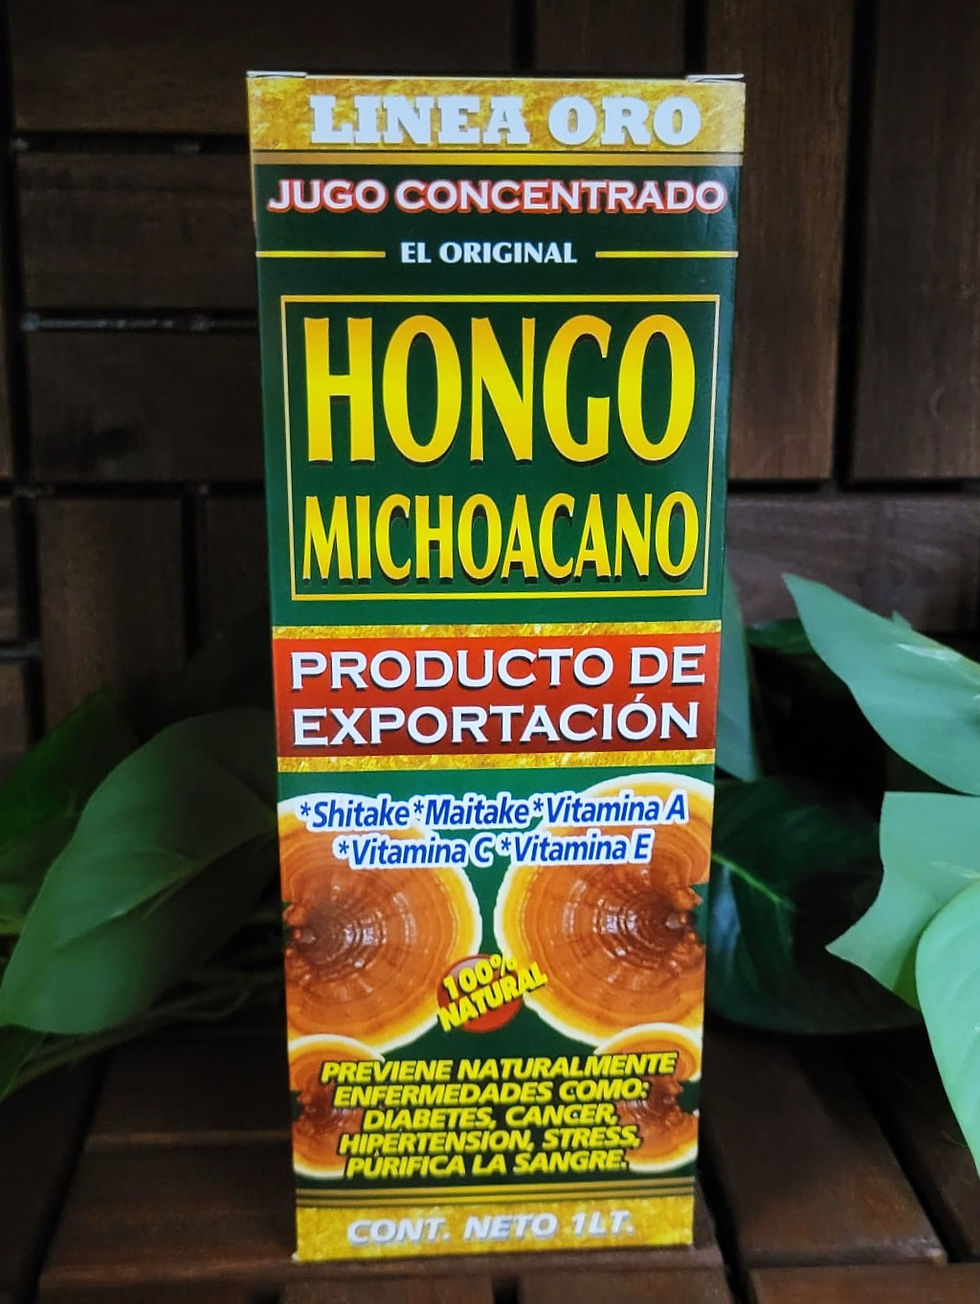 LINEA ORO
JUGO CONCENTRADO
EL ORIGINAL
HONGO
MICHOACANO
PRODUCTO DE
EXPORTACIÓN
*Shitake*Maitake*Vitamina A
*Vitamina C *Vitamina E
100%
NATURAL
PREVIENE NATURALMENTE
ENFERMEDADES COMO:
DIABETES, CANCER,
HIPERTENSION, STRESS,
PURIFICA LA SANGRE.
CONT. NETO 1LT.